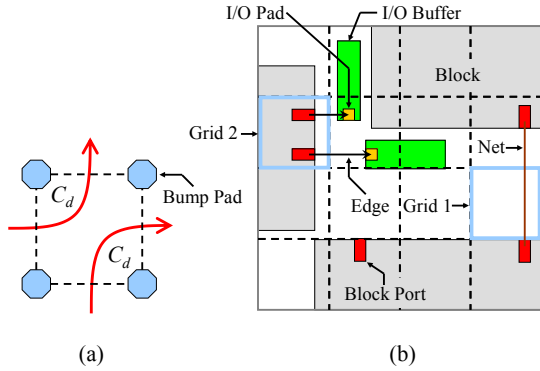 I/O Pad
I/O Buffer
Block
Grid 2
Net
Edge
Grid 1
Block Port
Bump Pad
C_d
C_d
(a)
(b)